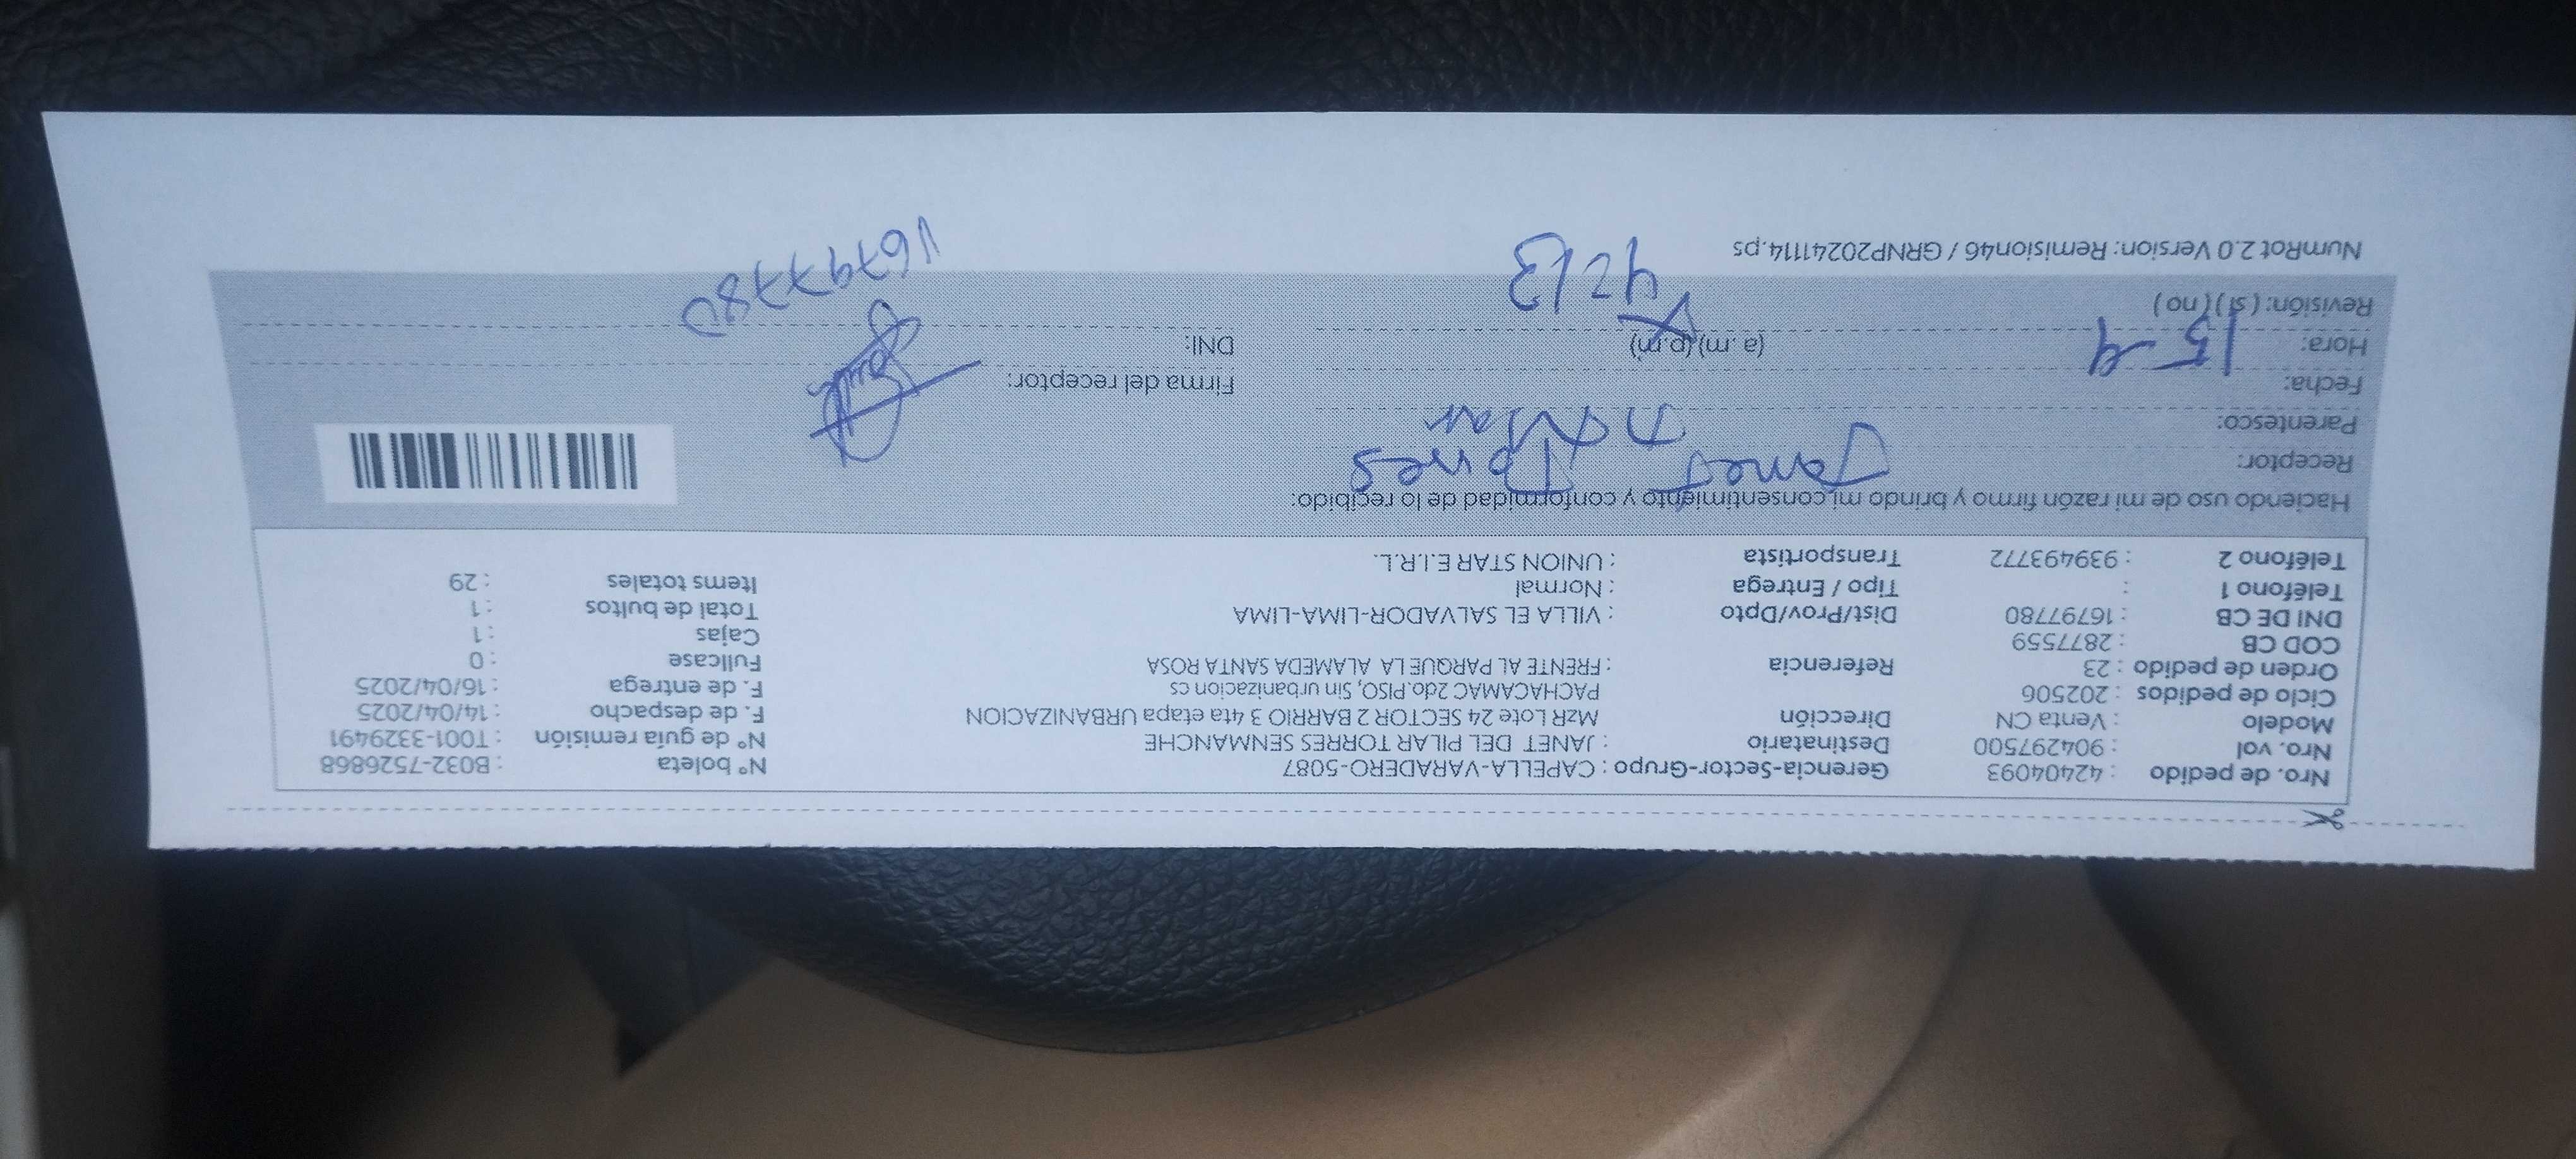 Nro. de pedido : 42404093 Gerencia-Sector-Grupo : CAPELLA-VARADERO-5087 Nº boleta : B032-7526868
Nro. vol : 904297500 Destinatario : JANET DEL PILAR TORRES SENMANCHE Nº de guía remisión : T001-3329491
Modelo : Venta CN Dirección MzR Lote 24 SECTOR 2 BARRIO 3 4ta etapa URBANIZACION F. de despacho : 14/04/2025
Ciclo de pedidos : 202506 PACHACAMAC 2do.PISO, Sin urbanizacion cs F. de entrega : 16/04/2025
Orden de pedido : 23 Referencia : FRENTE AL PARQUE LA ALAMEDA SANTA ROSA Fullcase : 0
COD CB : 2877559 Cajas : 1
DNI DE CB : 16797780 Dist/Prov/Dpto : VILLA EL SALVADOR-LIMA-LIMA Total de bultos : 1
Teléfono 1 : Tipo / Entrega : Normal Items totales : 29
Teléfono 2 : 939493772 Transportista : UNION STAR E.I.R.L.
Haciendo uso de mi razón firmo y brindo mi consentimiento y conformidad de lo recibido:
Receptor: Janet Torres
Parentesco:
Fecha: 15-4 Firma del receptor:
Hora: (a.m) (p.m) DNI: 16797780
Revisión: ( si ) ( no ) 4213
NumRot 2.0 Version: Remision46 / GRNP20241114.ps